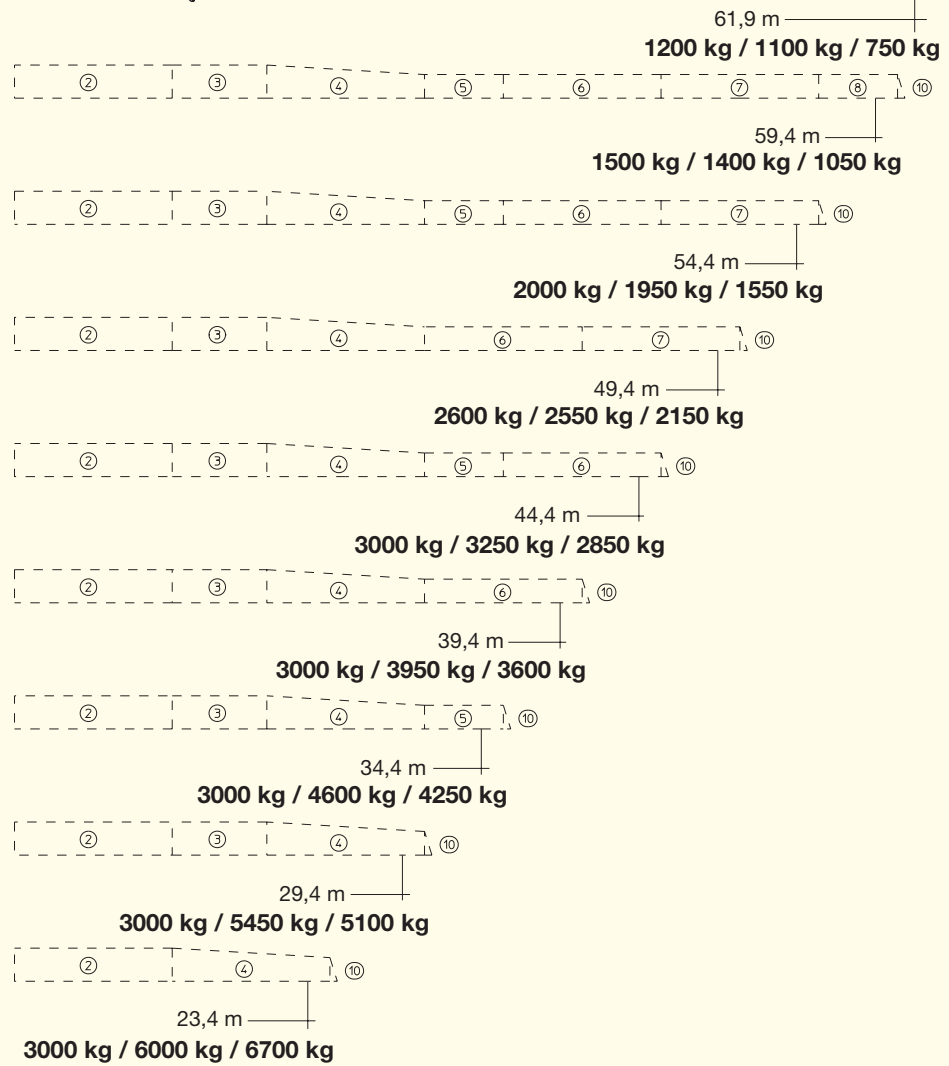 61,9 m
1200 kg / 1100 kg / 750 kg
② ③ ④ ⑤ ⑥ ⑦ ⑧ ⑩
59,4 m
1500 kg / 1400 kg / 1050 kg
② ③ ④ ⑤ ⑥ ⑦ ⑩
54,4 m
2000 kg / 1950 kg / 1550 kg
② ③ ④ ⑥ ⑦ ⑩
49,4 m
2600 kg / 2550 kg / 2150 kg
② ③ ④ ⑤ ⑥ ⑩
44,4 m
3000 kg / 3250 kg / 2850 kg
② ③ ④ ⑥ ⑩
39,4 m
3000 kg / 3950 kg / 3600 kg
② ③ ④ ⑤ ⑩
34,4 m
3000 kg / 4600 kg / 4250 kg
② ③ ④ ⑩
29,4 m
3000 kg / 5450 kg / 5100 kg
② ④ ⑩
23,4 m
3000 kg / 6000 kg / 6700 kg